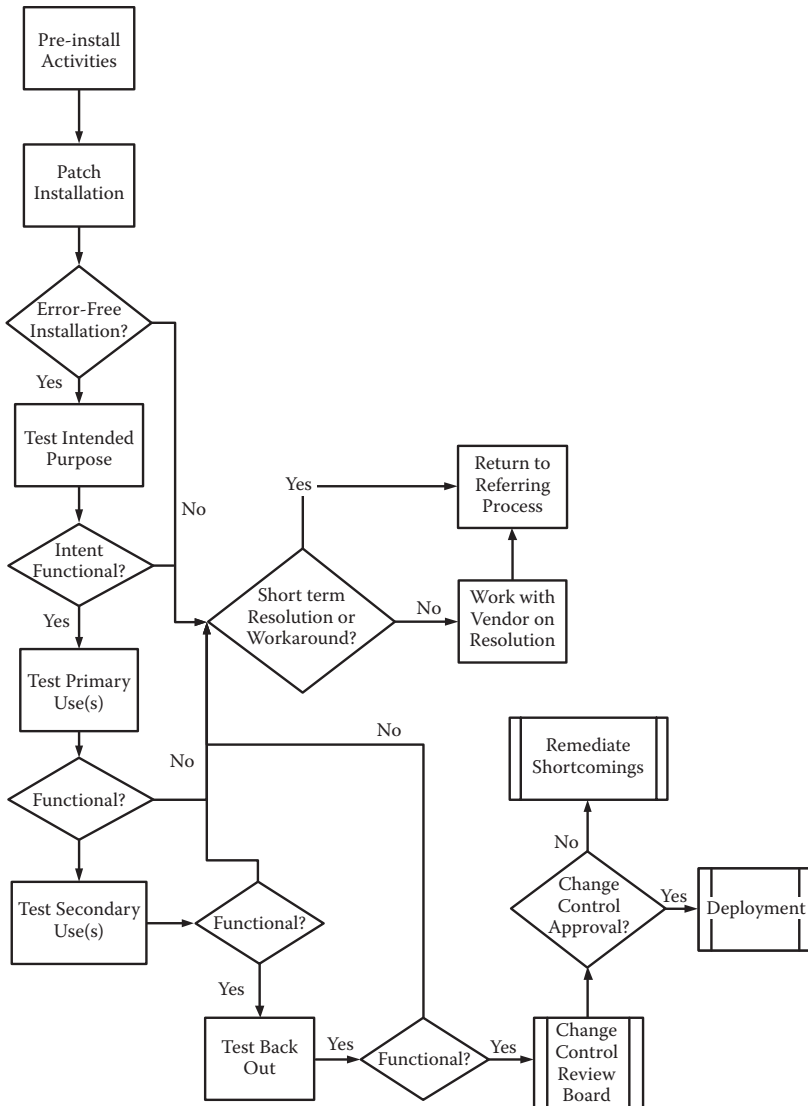 Pre-install
Activities
Patch
Installation
Error-Free
Installation?
Yes
Test Intended
Purpose
No
Intent
Functional?
Yes
Short term
Resolution or
Workaround?
Yes
Return to
Referring
Process
No
Work with
Vendor on
Resolution
Test Primary
Use(s)
No
Functional?
No
Test Secondary
Use(s)
Functional?
Yes
Test Back
Out
Yes
Functional?
Yes
Change
Control
Review
Board
Change
Control
Approval?
No
Remediate
Shortcomings
Yes
Deployment